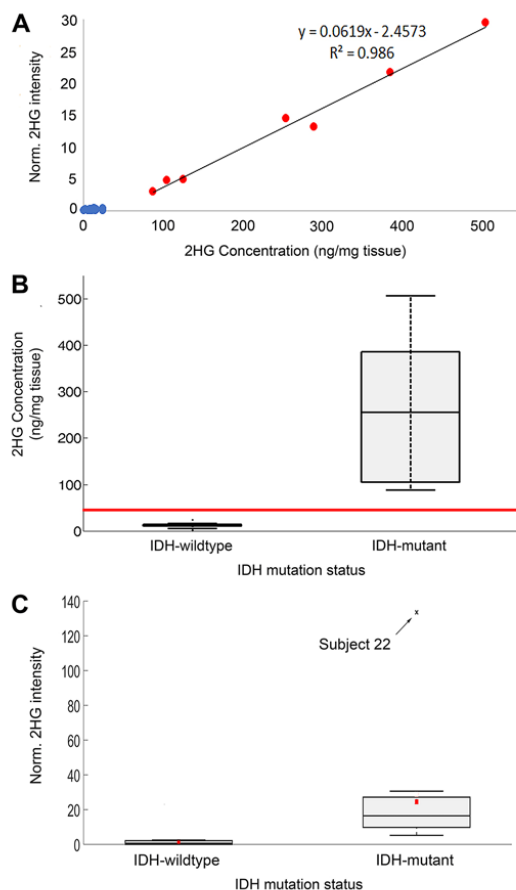 A
30
25
20
15
10
5
0
Norm. 2HG intensity
y = 0.0619x - 2.4573
R² = 0.986
0 100 200 300 400 500
2HG Concentration (ng/mg tissue)
B
500
400
300
200
100
0
2HG Concentration
(ng/mg tissue)
IDH-wildtype IDH-mutant
IDH mutation status
C
140
120
100
80
60
40
20
0
Norm. 2HG intensity
Subject 22
IDH-wildtype IDH-mutant
IDH mutation status